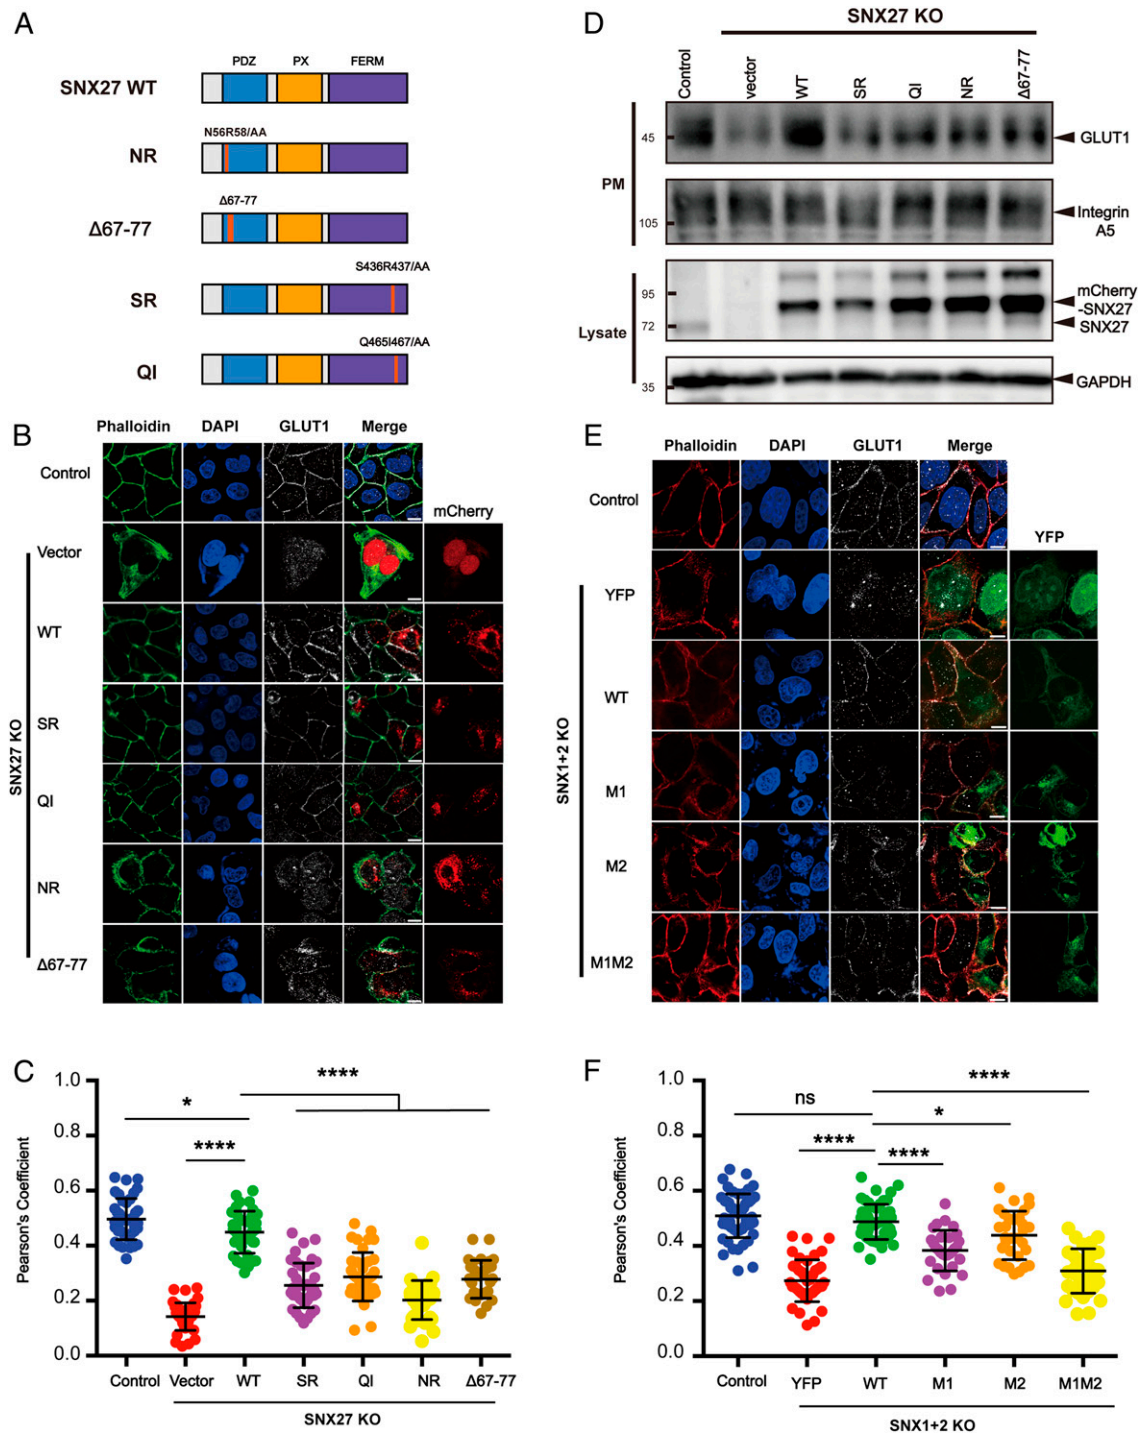 A
PDZ PX FERM
SNX27 WT
N56R58/AA
NR
Δ67-77
Δ67-77
S436R437/AA
SR
Q465I467/AA
QI
B
Phalloidin DAPI GLUT1 Merge
Control
mCherry
Vector
WT
SR
QI
NR
Δ67-77
SNX27 KO
C
Pearson's Coefficient
1.0
0.8
0.6
0.4
0.2
0.0
****
*
****
Control Vector WT SR QI NR Δ67-77
SNX27 KO
D
SNX27 KO
Control vector WT SR QI NR Δ67-77
PM
45
GLUT1
105
Integrin
A5
Lysate
95
72
mCherry
-SNX27
SNX27
35
GAPDH
E
Phalloidin DAPI GLUT1 Merge
Control
YFP
YFP
WT
M1
M2
M1M2
SNX1+2 KO
F
Pearson's Coefficient
1.0
0.8
0.6
0.4
0.2
0.0
****
ns
*
****
****
Control YFP WT M1 M2 M1M2
SNX1+2 KO